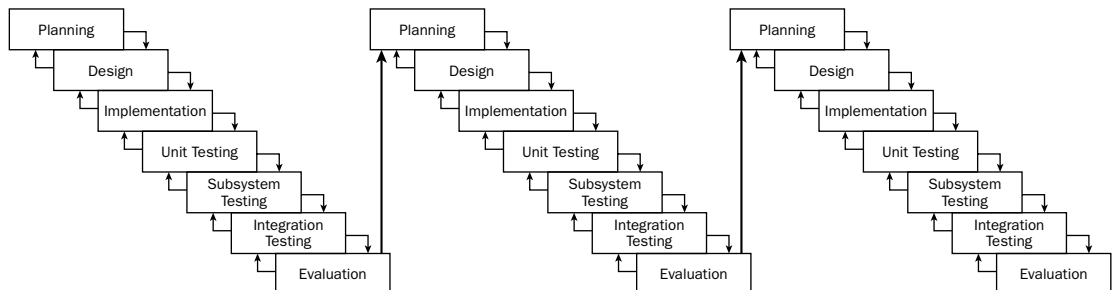 Planning
Design
Implementation
Unit Testing
Subsystem
Testing
Integration
Testing
Evaluation
Planning
Design
Implementation
Unit Testing
Subsystem
Testing
Integration
Testing
Evaluation
Planning
Design
Implementation
Unit Testing
Subsystem
Testing
Integration
Testing
Evaluation